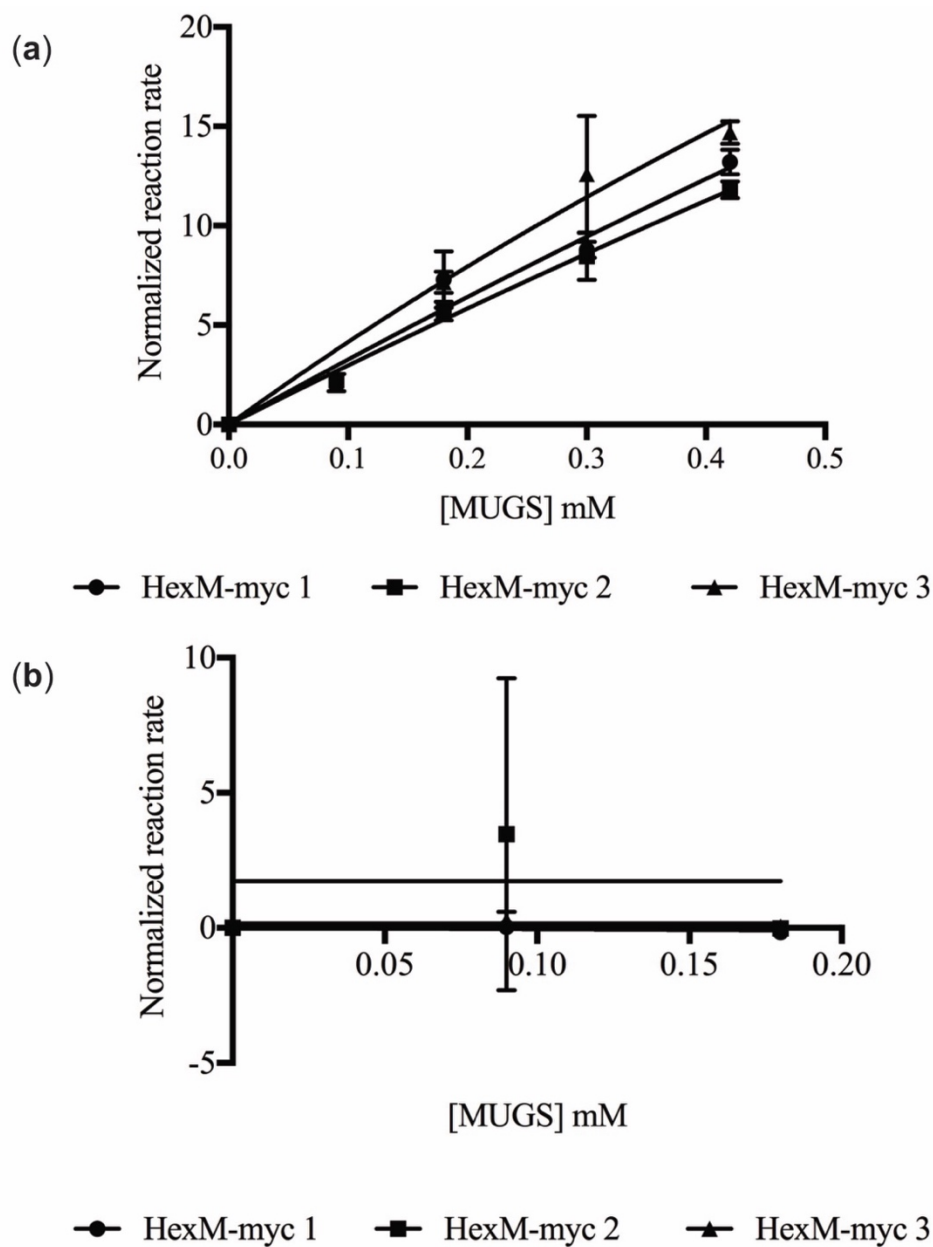 (a)
Normalized reaction rate
20
15
10
5
0
0.0 0.1 0.2 0.3 0.4 0.5
[MUGS] mM
HexM-myc 1 HexM-myc 2 HexM-myc 3
(b)
Normalized reaction rate
10
5
0
0.05 0.10 0.15 0.20
-5
[MUGS] mM
HexM-myc 1 HexM-myc 2 HexM-myc 3